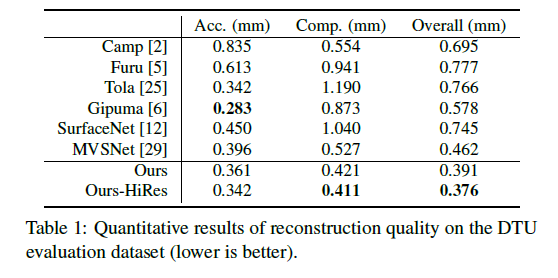 Acc. (mm) Comp. (mm) Overall (mm)
Camp [2] 0.835 0.554 0.695
Furu [5] 0.613 0.941 0.777
Tola [25] 0.342 1.190 0.766
Gipuma [6] 0.283 0.873 0.578
SurfaceNet [12] 0.450 1.040 0.745
MVSNet [29] 0.396 0.527 0.462
Ours 0.361 0.421 0.391
Ours-HiRes 0.342 0.411 0.376
Table 1: Quantitative results of reconstruction quality on the DTU
evaluation dataset (lower is better).